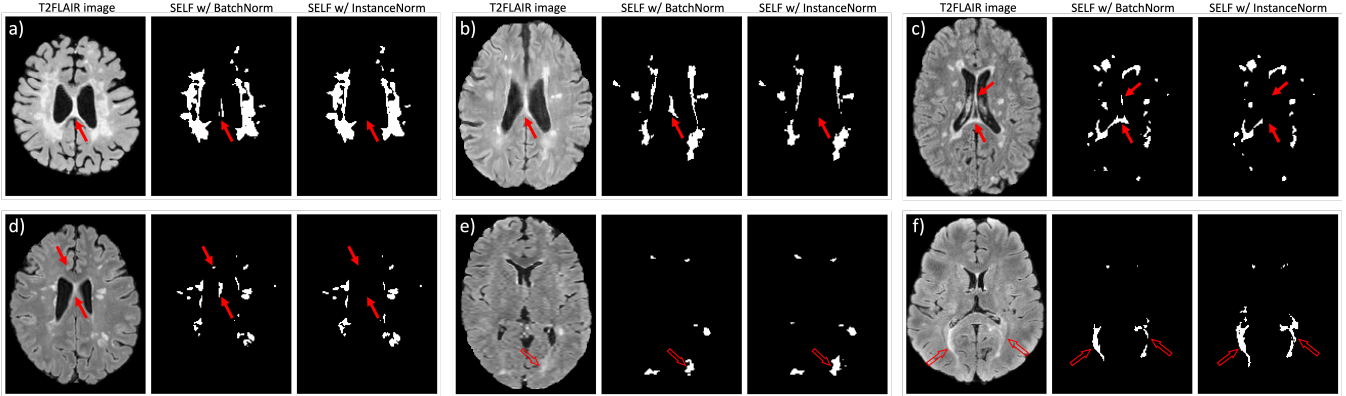 T2FLAIR image SELF w/ BatchNorm SELF w/ InstanceNorm T2FLAIR image SELF w/ BatchNorm SELF w/ InstanceNorm T2FLAIR image SELF w/ BatchNorm SELF w/ InstanceNorm
a) b) c)
d) e) f)